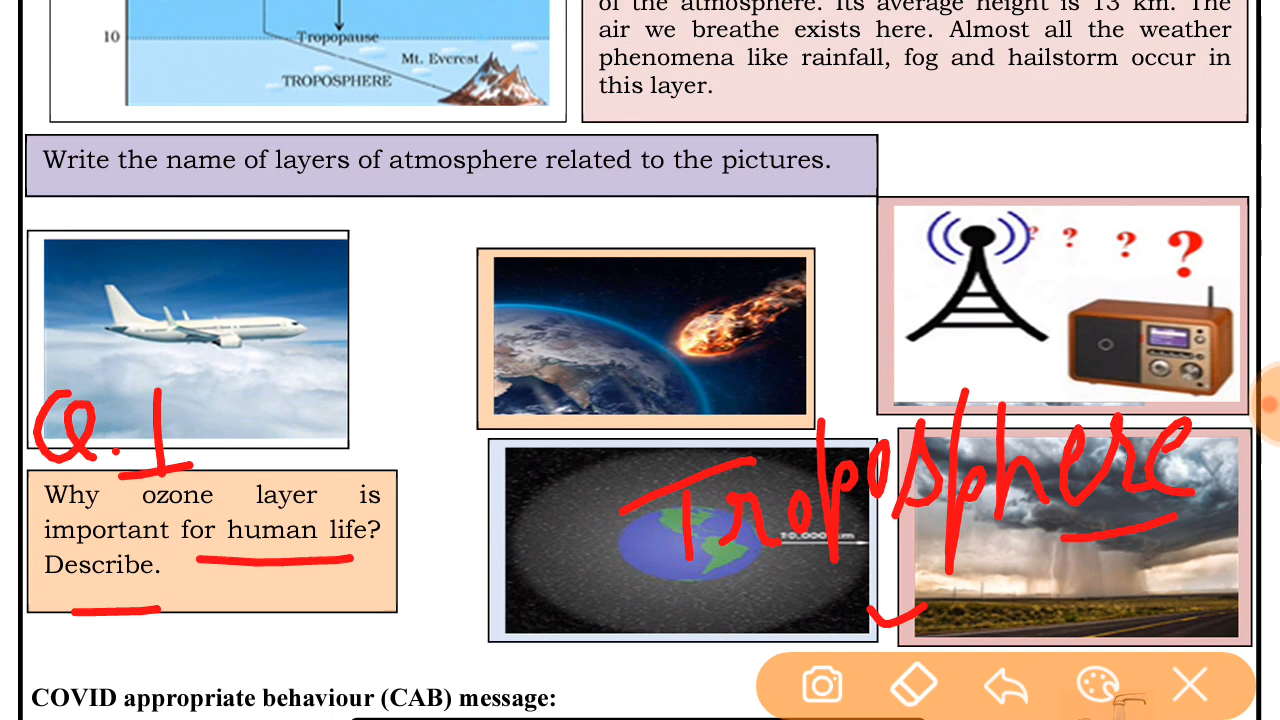 of the atmosphere. Its average height is 13 km. The
air we breathe exists here. Almost all the weather
phenomena like rainfall, fog and hailstorm occur in
this layer.
10
Tropopause
Mt. Everest
TROPOSPHERE
Write the name of layers of atmosphere related to the pictures.
? ? ? ?
Q.1
Troposphere
Why ozone layer is
important for human life?
Describe.
10,000 km
COVID appropriate behaviour (CAB) message: